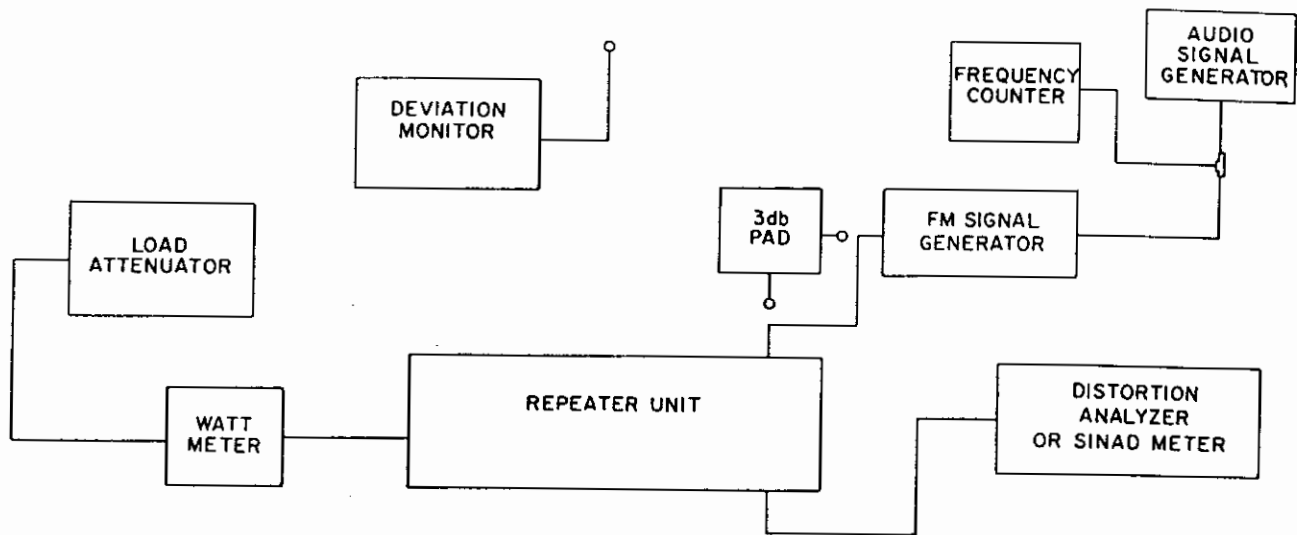 AUDIO
SIGNAL
GENERATOR
FREQUENCY
COUNTER
DEVIATION
MONITOR
3db
PAD
FM SIGNAL
GENERATOR
LOAD
ATTENUATOR
REPEATER UNIT
DISTORTION
ANALYZER
OR SINAD METER
WATT
METER